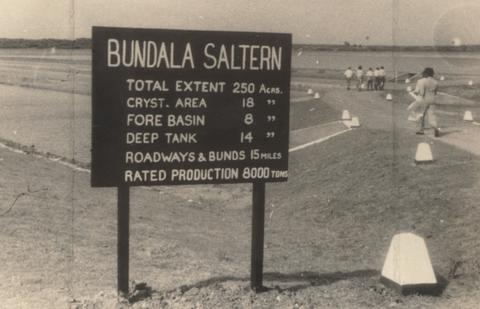 BUNDALA SALTERN
TOTAL EXTENT 250 ACRS.
CRYST. AREA 18 "
FORE BASIN 8 "
DEEP TANK 14 "
ROADWAYS & BUNDS 15 MILES
RATED PRODUCTION 8000 TONS